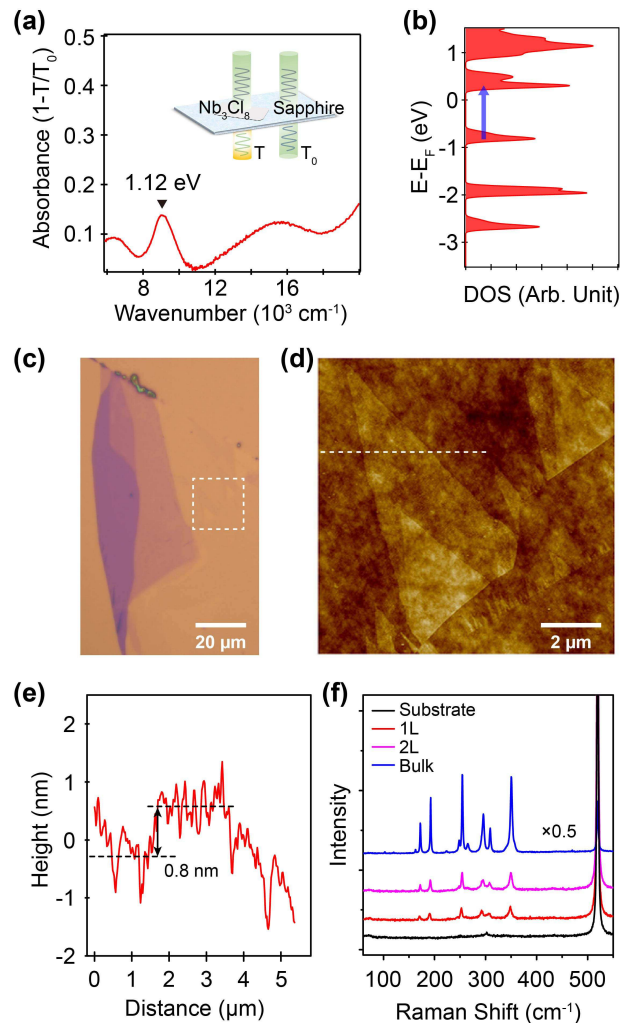 (a)
0.5
0.4
0.3
0.2
0.1
Absorbance (1-T/T₀)
Nb₃Cl₈
Sapphire
T
T₀
1.12 eV
8
12
16
Wavenumber (10³ cm⁻¹)
(b)
1
0
-1
-2
-3
E-E_F (eV)
DOS (Arb. Unit)
(c)
20 µm
(d)
2 µm
(e)
2
1
0
-1
-2
Height (nm)
0.8 nm
0
1
2
3
4
5
Distance (µm)
(f)
Substrate
1L
2L
Bulk
×0.5
Intensity
100
200
300
400
500
Raman Shift (cm⁻¹)